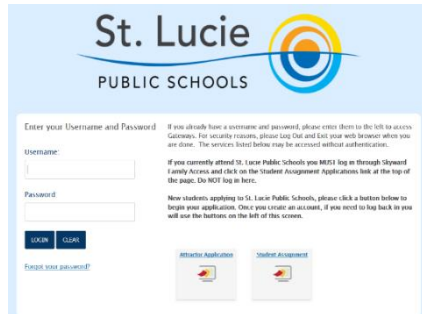 St. Lucie
PUBLIC SCHOOLS
Enter your Username and Password
Username:
Password:
LOGIN CLEAR
Forgot your password?
If you already have a username and password, please enter them to the left to access
Gateways. For security reasons, please Log Out and Exit your web browser when you
are done. The services listed below may be accessed without authentication.
If you currently attend St. Lucie Public Schools you MUST log in through Skyward
Family Access and click on the Student Assignment Applications link at the top of
the page. Do NOT log in here.
New students applying to St. Lucie Public Schools, please click a button below to
begin your application. Once you create an account, if you need to log back in you
will use the buttons on the left of this screen.
Attractor Application Student Assignment